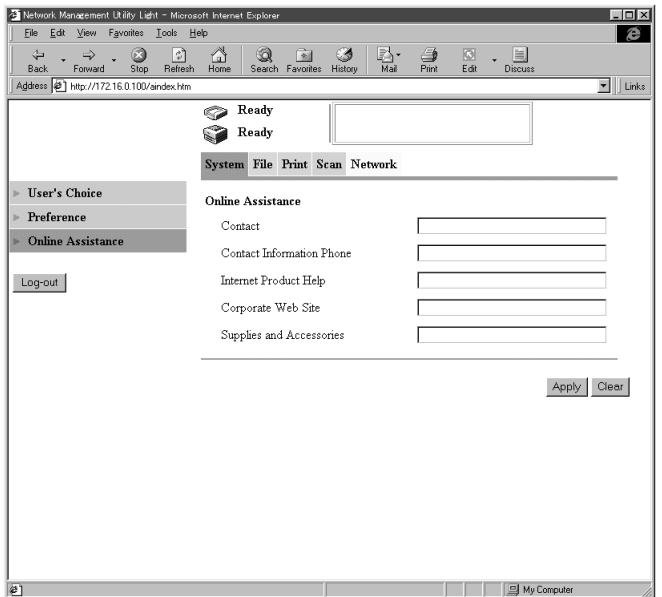 Network Management Utility Light - Microsoft Internet Explorer
File Edit View Favorites Tools Help
Back Forward Stop Refresh Home Search Favorites History Mail Print Edit Discuss
Address http://172.16.0.100/aindex.htm Links
Ready
Ready
System File Print Scan Network
User's Choice
Preference
Online Assistance
Log-out
Online Assistance
Contact
Contact Information Phone
Internet Product Help
Corporate Web Site
Supplies and Accessories
Apply Clear
My Computer